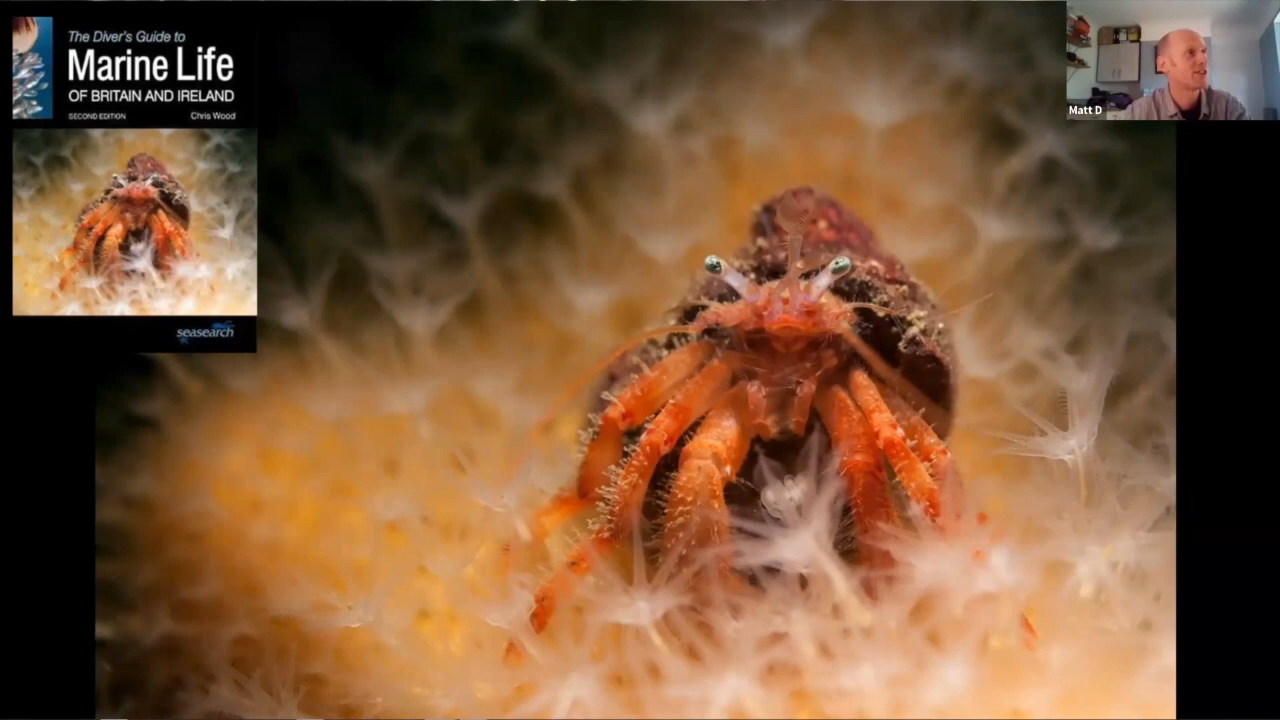 The Diver's Guide to
Marine Life
OF BRITAIN AND IRELAND
SECOND EDITION Chris Wood
seasearch
Matt D